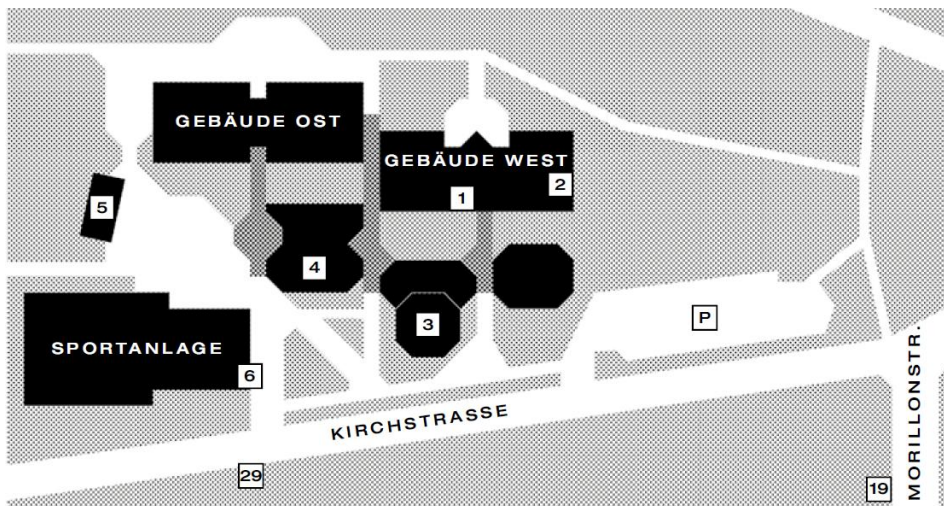 GEBÄUDE OST
GEBÄUDE WEST
1
2
5
4
3
P
SPORTANLAGE
6
KIRCHSTRASSE
29
19
MORILLONSTR.